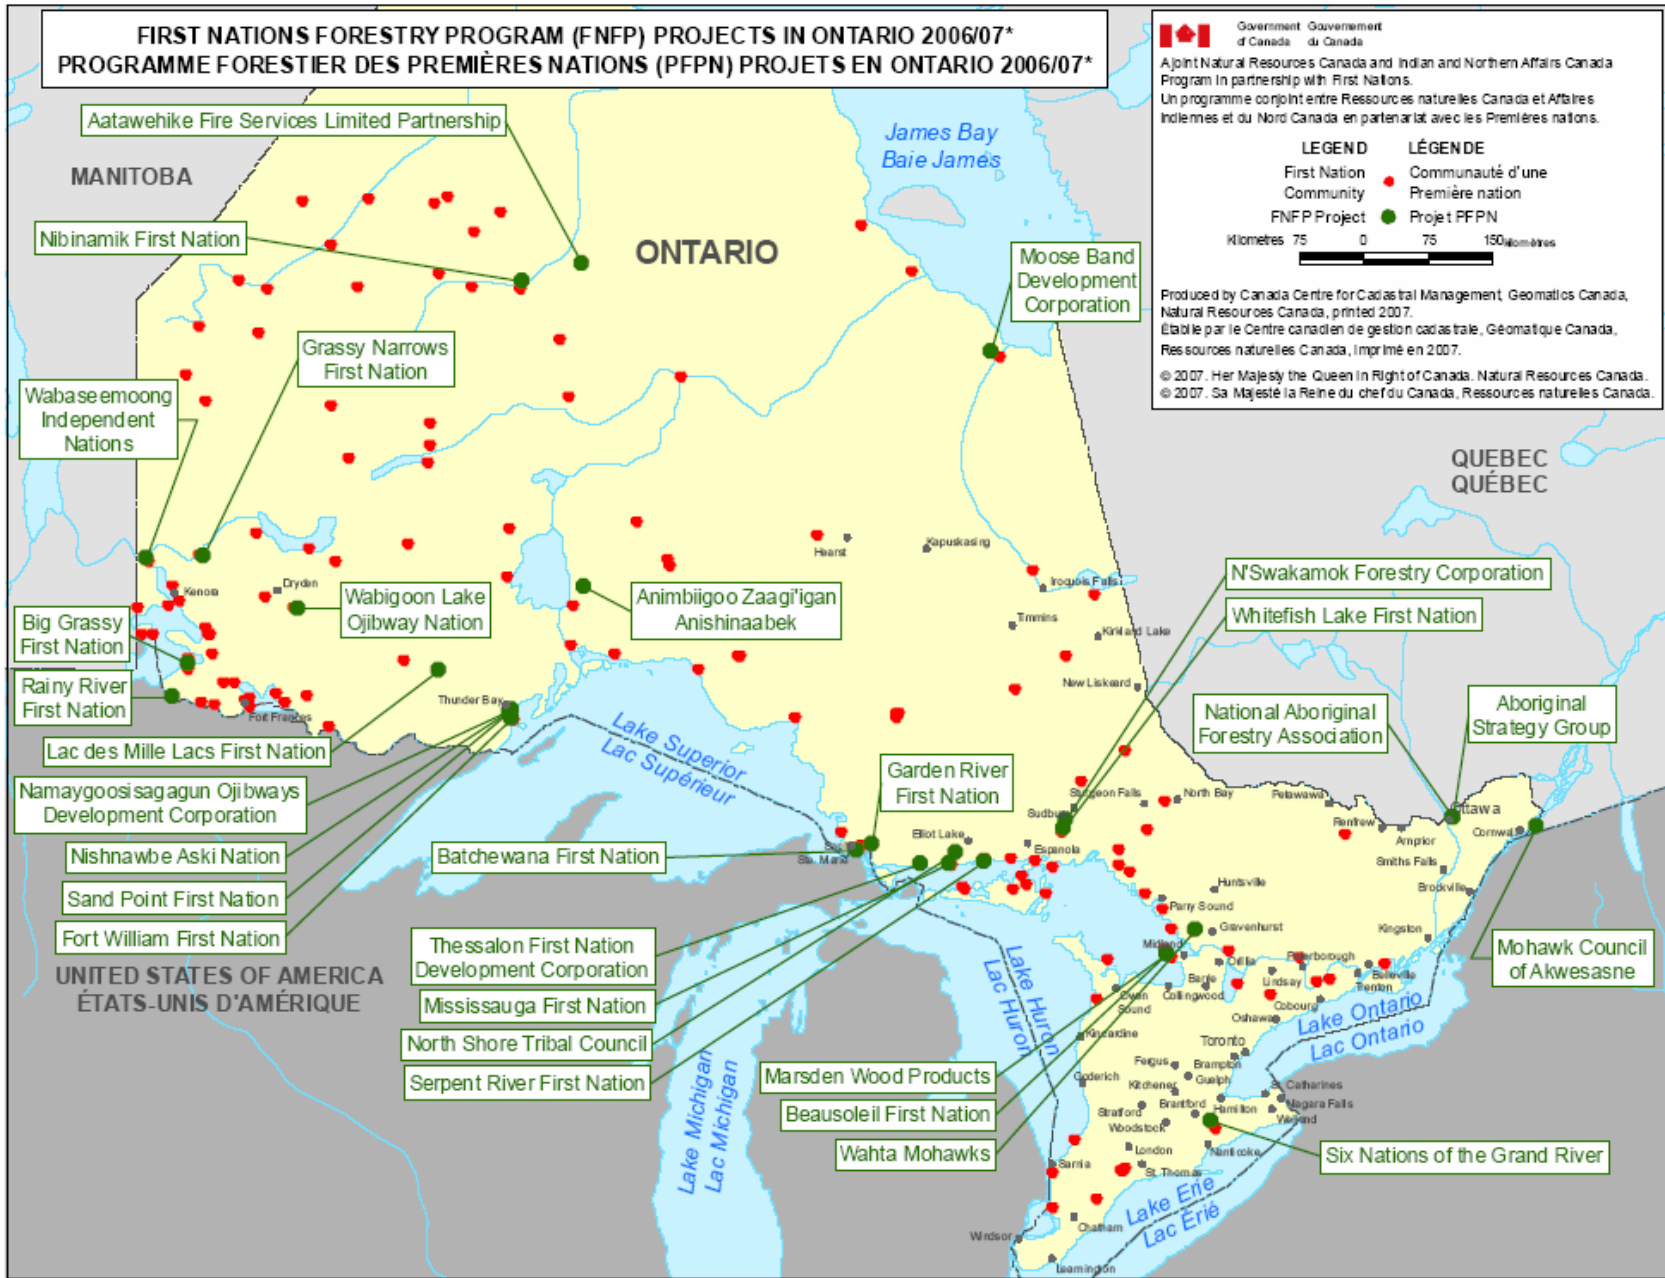 FIRST NATIONS FORESTRY PROGRAM (FNFP) PROJECTS IN ONTARIO 2006/07*
PROGRAMME FORESTIER DES PREMIÈRES NATIONS (PFPN) PROJETS EN ONTARIO 2006/07*
Government Gouvernement
of Canada du Canada
A joint Natural Resources Canada and Indian and Northern Affairs Canada
Program in partnership with First Nations.
Un programme conjoint entre Ressources naturelles Canada et Affaires
Indiennes et du Nord Canada en partenariat avec les Premières nations.
LEGEND LÉGENDE
First Nation Communauté d'une
Community Première nation
FNFP Project Projet PFPN
Kilometres 75 0 75 150 Kilomètres
Produced by Canada Centre for Cadastral Management, Geomatics Canada,
Natural Resources Canada, printed 2007.
Établie par le Centre canadien de gestion cadastrale, Géomatique Canada,
Ressources naturelles Canada, imprimé en 2007.
© 2007. Her Majesty the Queen in Right of Canada. Natural Resources Canada.
© 2007. Sa Majesté la Reine du chef du Canada, Ressources naturelles Canada.
Aatawehike Fire Services Limited Partnership
James Bay
Baie James
MANITOBA
Nibinamik First Nation
ONTARIO
Moose Band
Development
Corporation
Grassy Narrows
First Nation
Wabaseemoong
Independent
Nations
QUEBEC
QUÉBEC
Hearst
Kapuskasing
Iroquois Falls
N'Swakamok Forestry Corporation
Kenora
Dryden
Wabigoon Lake
Ojibway Nation
Animbiigoo Zaagi'igan
Anishinaabek
Whitefish Lake First Nation
Big Grassy
First Nation
Timmins
Kirkland Lake
Rainy River
First Nation
New Liskeard
Thunder Bay
Fort Frances
National Aboriginal
Forestry Association
Aboriginal
Strategy Group
Lac des Mille Lacs First Nation
Lake Superior
Lac Supérieur
Garden River
First Nation
Namaygoosisagagun Ojibways
Development Corporation
Sturgeon Falls
North Bay
Petawawa
Ottawa
Sudbury
Renfrew
Arnprior
Cornwall
Nishnawbe Aski Nation
Batchewana First Nation
Sault
Ste. Marie
Elliot Lake
Espanola
Smiths Falls
Sand Point First Nation
Huntsville
Brockville
Parry Sound
Fort William First Nation
Gravenhurst
Kingston
Thessalon First Nation
Development Corporation
Midland
Mohawk Council
of Akwesasne
UNITED STATES OF AMERICA
ÉTATS-UNIS D'AMÉRIQUE
Lake Huron
Lac Huron
Orillia
Peterborough
Belleville
Barrie
Lindsay
Trenton
Owen
Sound
Collingwood
Cobourg
Mississauga First Nation
Oshawa
Lake Ontario
Lac Ontario
North Shore Tribal Council
Kincardine
Toronto
Serpent River First Nation
Marsden Wood Products
Fergus
Brampton
Goderich
Kitchener
Guelph
St. Catharines
Lake Michigan
Lac Michigan
Beausoleil First Nation
Stratford
Brantford
Hamilton
Niagara Falls
Woodstock
Welland
Wahta Mohawks
London
Nanticoke
Six Nations of the Grand River
Sarnia
St. Thomas
Lake Erie
Lac Érié
Chatham
Windsor
Leamington